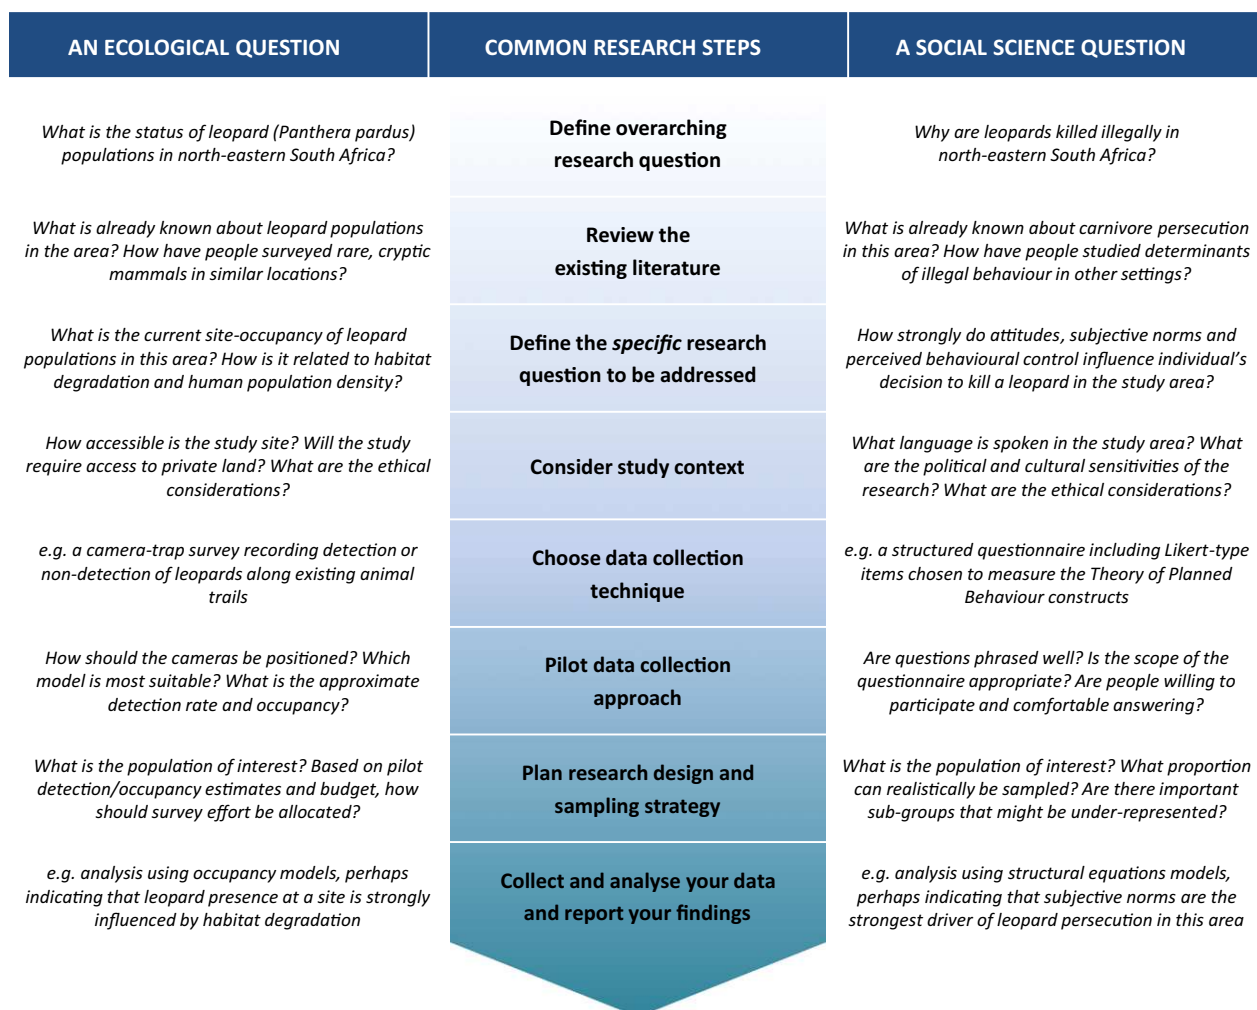 AN ECOLOGICAL QUESTION
COMMON RESEARCH STEPS
A SOCIAL SCIENCE QUESTION
What is the status of leopard (Panthera pardus)
populations in north-eastern South Africa?
Define overarching
research question
Why are leopards killed illegally in
north-eastern South Africa?
What is already known about leopard populations
in the area? How have people surveyed rare, cryptic
mammals in similar locations?
Review the
existing literature
What is already known about carnivore persecution
in this area? How have people studied determinants
of illegal behaviour in other settings?
What is the current site-occupancy of leopard
populations in this area? How is it related to habitat
degradation and human population density?
Define the specific research
question to be addressed
How strongly do attitudes, subjective norms and
perceived behavioural control influence individual's
decision to kill a leopard in the study area?
How accessible is the study site? Will the study
require access to private land? What are the ethical
considerations?
Consider study context
What language is spoken in the study area? What
are the political and cultural sensitivities of the
research? What are the ethical considerations?
e.g. a camera-trap survey recording detection or
non-detection of leopards along existing animal
trails
Choose data collection
technique
e.g. a structured questionnaire including Likert-type
items chosen to measure the Theory of Planned
Behaviour constructs
How should the cameras be positioned? Which
model is most suitable? What is the approximate
detection rate and occupancy?
Pilot data collection
approach
Are questions phrased well? Is the scope of the
questionnaire appropriate? Are people willing to
participate and comfortable answering?
What is the population of interest? Based on pilot
detection/occupancy estimates and budget, how
should survey effort be allocated?
Plan research design and
sampling strategy
What is the population of interest? What proportion
can realistically be sampled? Are there important
sub-groups that might be under-represented?
e.g. analysis using occupancy models, perhaps
indicating that leopard presence at a site is strongly
influenced by habitat degradation
Collect and analyse your data
and report your findings
e.g. analysis using structural equations models,
perhaps indicating that subjective norms are the
strongest driver of leopard persecution in this area